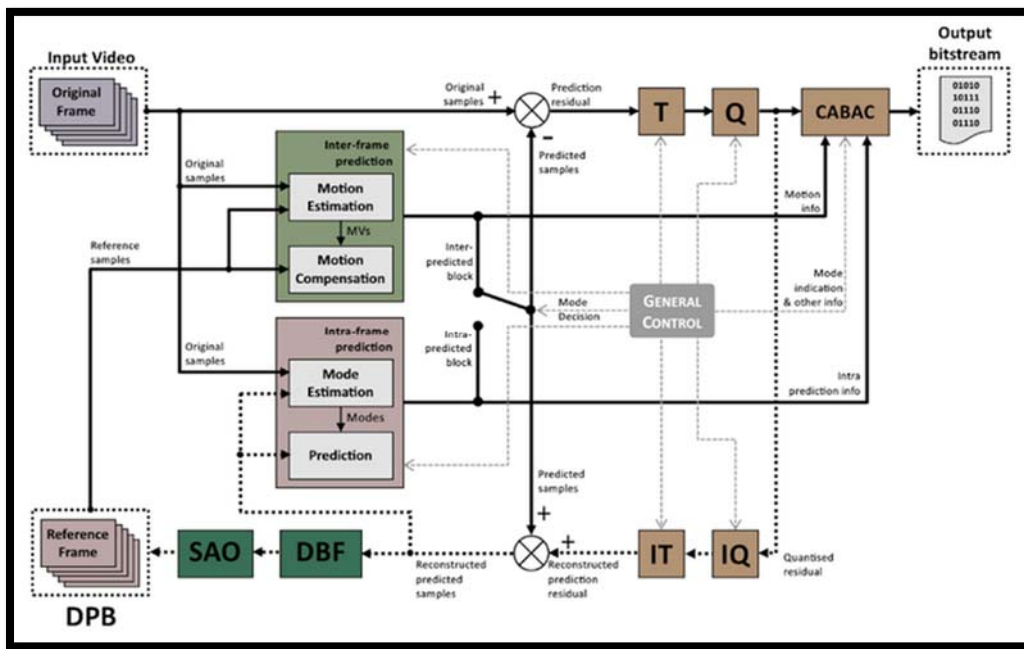 Input Video
Original
Frame
Output
bitstream
01010
10111
01110
01110
Original
samples
+
Prediction
residual
T
Q
CABAC
−
Predicted
samples
Original
samples
Inter-frame
prediction
Motion
Estimation
MVs
Motion
Compensation
Motion
info
Reference
samples
Inter-
predicted
block
Mode
Decision
GENERAL
CONTROL
Mode
indication
& other info
Original
samples
Intra-frame
prediction
Mode
Estimation
Modes
Prediction
Intra-
predicted
block
Intra
prediction info
Predicted
samples
+
+
Reference
Frame
DPB
SAO
DBF
Reconstructed
predicted
samples
Reconstructed
prediction
residual
IT
IQ
Quantised
residual